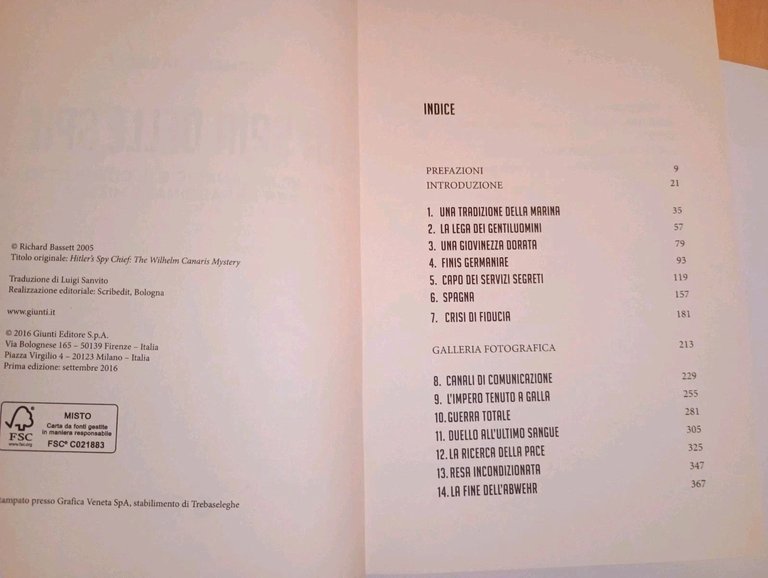 © Richard Bassett 2005
Titolo originale: Hitler's Spy Chief: The Wilhelm Canaris Mystery
Traduzione di Luigi Sanvito
Realizzazione editoriale: Scribedit, Bologna
www.giunti.it
© 2016 Giunti Editore S.p.A.
Via Bolognese 165 – 50139 Firenze – Italia
Piazza Virgilio 4 – 20123 Milano – Italia
Prima edizione: settembre 2016
FSC
www.fsc.org
MISTO
Carta da fonti gestite
in maniera responsabile
FSC® C021883
tampato presso Grafica Veneta SpA, stabilimento di Trebaseleghe
INDICE
PREFAZIONI 9
INTRODUZIONE 21
1. UNA TRADIZIONE DELLA MARINA 35
2. LA LEGA DEI GENTILUOMINI 57
3. UNA GIOVINEZZA DORATA 79
4. FINIS GERMANIAE 93
5. CAPO DEI SERVIZI SEGRETI 119
6. SPAGNA 157
7. CRISI DI FIDUCIA 181
GALLERIA FOTOGRAFICA 213
8. CANALI DI COMUNICAZIONE 229
9. L'IMPERO TENUTO A GALLA 255
10. GUERRA TOTALE 281
11. DUELLO ALL'ULTIMO SANGUE 305
12. LA RICERCA DELLA PACE 325
13. RESA INCONDIZIONATA 347
14. LA FINE DELL'ABWEHR 367